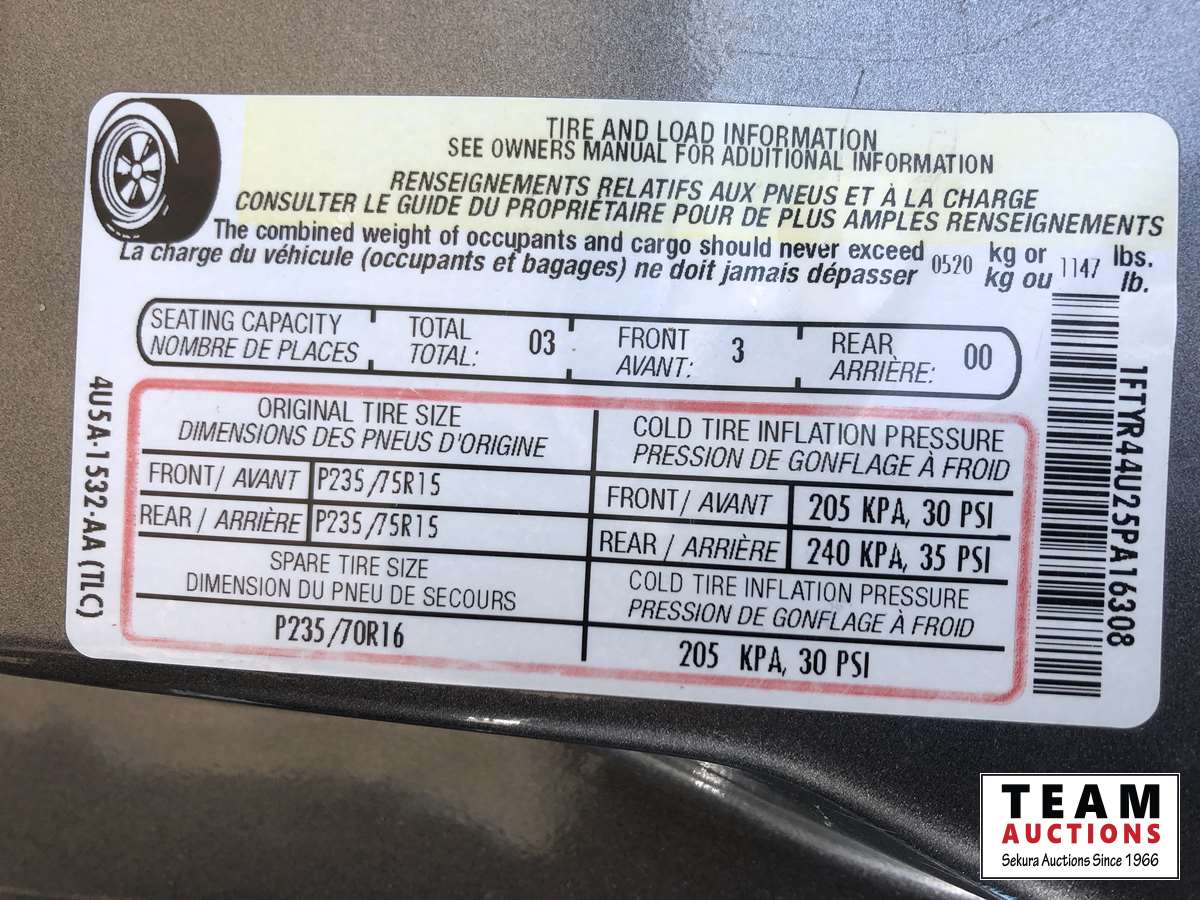 TIRE AND LOAD INFORMATION
SEE OWNERS MANUAL FOR ADDITIONAL INFORMATION
RENSEIGNEMENTS RELATIFS AUX PNEUS ET À LA CHARGE
CONSULTER LE GUIDE DU PROPRIÉTAIRE POUR DE PLUS AMPLES RENSEIGNEMENTS
The combined weight of occupants and cargo should never exceed 0520 kg or 1147 lbs.
La charge du véhicule (occupants et bagages) ne doit jamais dépasser kg ou lb.
SEATING CAPACITY TOTAL 03 FRONT 3 REAR 00
NOMBRE DE PLACES TOTAL: AVANT: ARRIÈRE:
ORIGINAL TIRE SIZE
DIMENSIONS DES PNEUS D'ORIGINE
COLD TIRE INFLATION PRESSURE
PRESSION DE GONFLAGE À FROID
FRONT/ AVANT P235/75R15
FRONT/ AVANT 205 KPA, 30 PSI
REAR / ARRIÈRE P235/75R15
REAR / ARRIÈRE 240 KPA, 35 PSI
SPARE TIRE SIZE
DIMENSION DU PNEU DE SECOURS
COLD TIRE INFLATION PRESSURE
PRESSION DE GONFLAGE À FROID
P235/70R16
205 KPA, 30 PSI
4U5A-1532-AA (TLC)
1FTYR44U25PA16308
TEAM
AUCTIONS
Sekura Auctions Since 1966